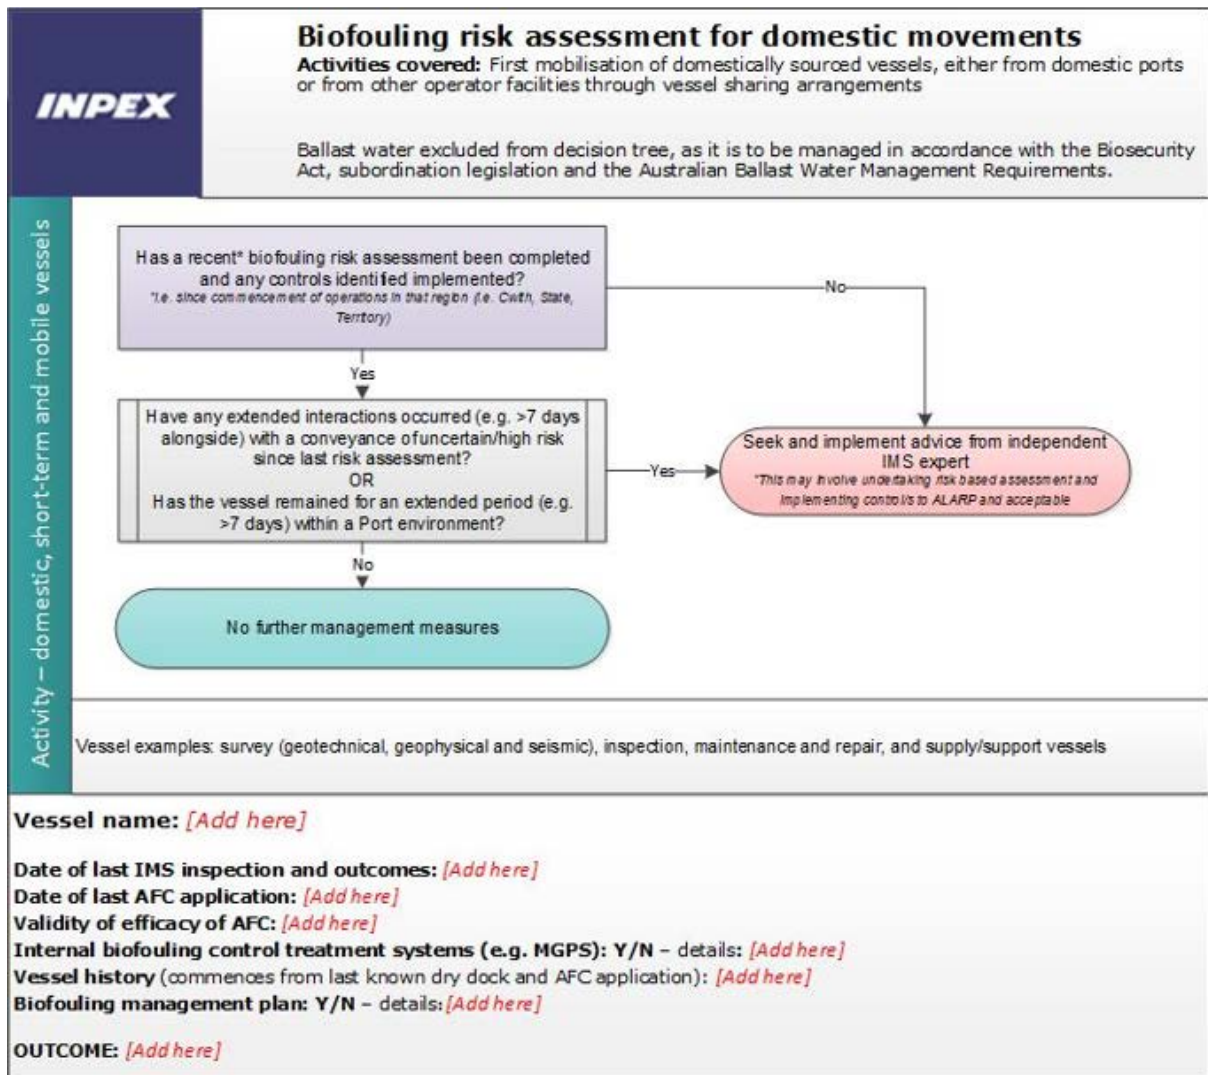 INPEX
Biofouling risk assessment for domestic movements
Activities covered: First mobilisation of domestically sourced vessels, either from domestic ports
or from other operator facilities through vessel sharing arrangements
Ballast water excluded from decision tree, as it is to be managed in accordance with the Biosecurity
Act, subordination legislation and the Australian Ballast Water Management Requirements.
Activity – domestic, short-term and mobile vessels
Has a recent* biofouling risk assessment been completed
and any controls identified implemented?
*i.e. since commencement of operations in that region (i.e. Cwth, State,
Territory)
No
Yes
Have any extended interactions occurred (e.g. >7 days
alongside) with a conveyance of uncertain/high risk
since last risk assessment?
OR
Has the vessel remained for an extended period (e.g.
>7 days) within a Port environment?
Yes
Seek and implement advice from independent
IMS expert
*This may involve undertaking risk based assessment and
implementing control/s to ALARP and acceptable
No
No further management measures
Vessel examples: survey (geotechnical, geophysical and seismic), inspection, maintenance and repair, and supply/support vessels
Vessel name: [Add here]
Date of last IMS inspection and outcomes: [Add here]
Date of last AFC application: [Add here]
Validity of efficacy of AFC: [Add here]
Internal biofouling control treatment systems (e.g. MGPS): Y/N – details: [Add here]
Vessel history (commences from last known dry dock and AFC application): [Add here]
Biofouling management plan: Y/N – details: [Add here]
OUTCOME: [Add here]